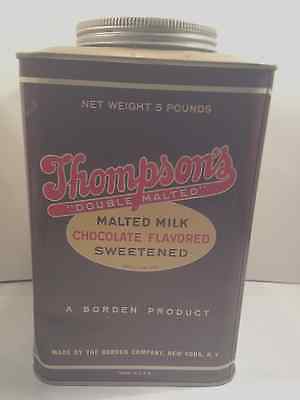 NET WEIGHT 5 POUNDS
Thompson's
"DOUBLE MALTED"
MALTED MILK
CHOCOLATE FLAVORED
SWEETENED
A BORDEN PRODUCT
MADE BY THE BORDEN COMPANY, NEW YORK, N.Y.